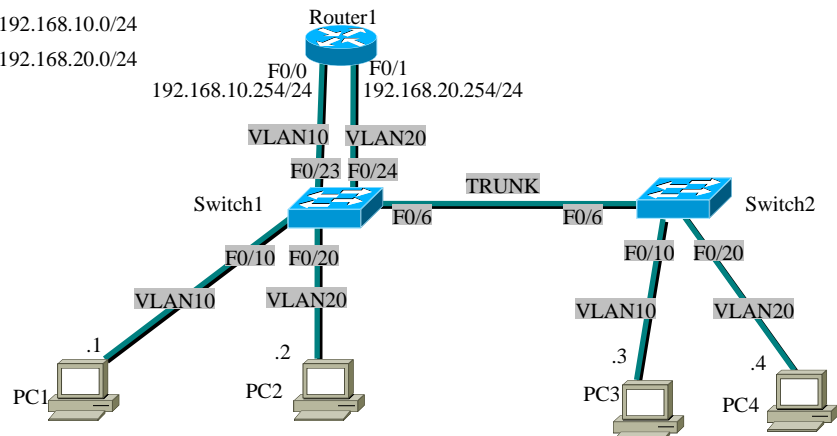 192.168.10.0/24
Router1
192.168.20.0/24
F0/0
F0/1
192.168.10.254/24
192.168.20.254/24
VLAN10
VLAN20
F0/23
F0/24
TRUNK
Switch1
Switch2
F0/6
F0/6
F0/10
F0/20
F0/10
F0/20
VLAN10
VLAN20
VLAN10
VLAN20
.1
.2
.3
.4
PC1
PC2
PC3
PC4